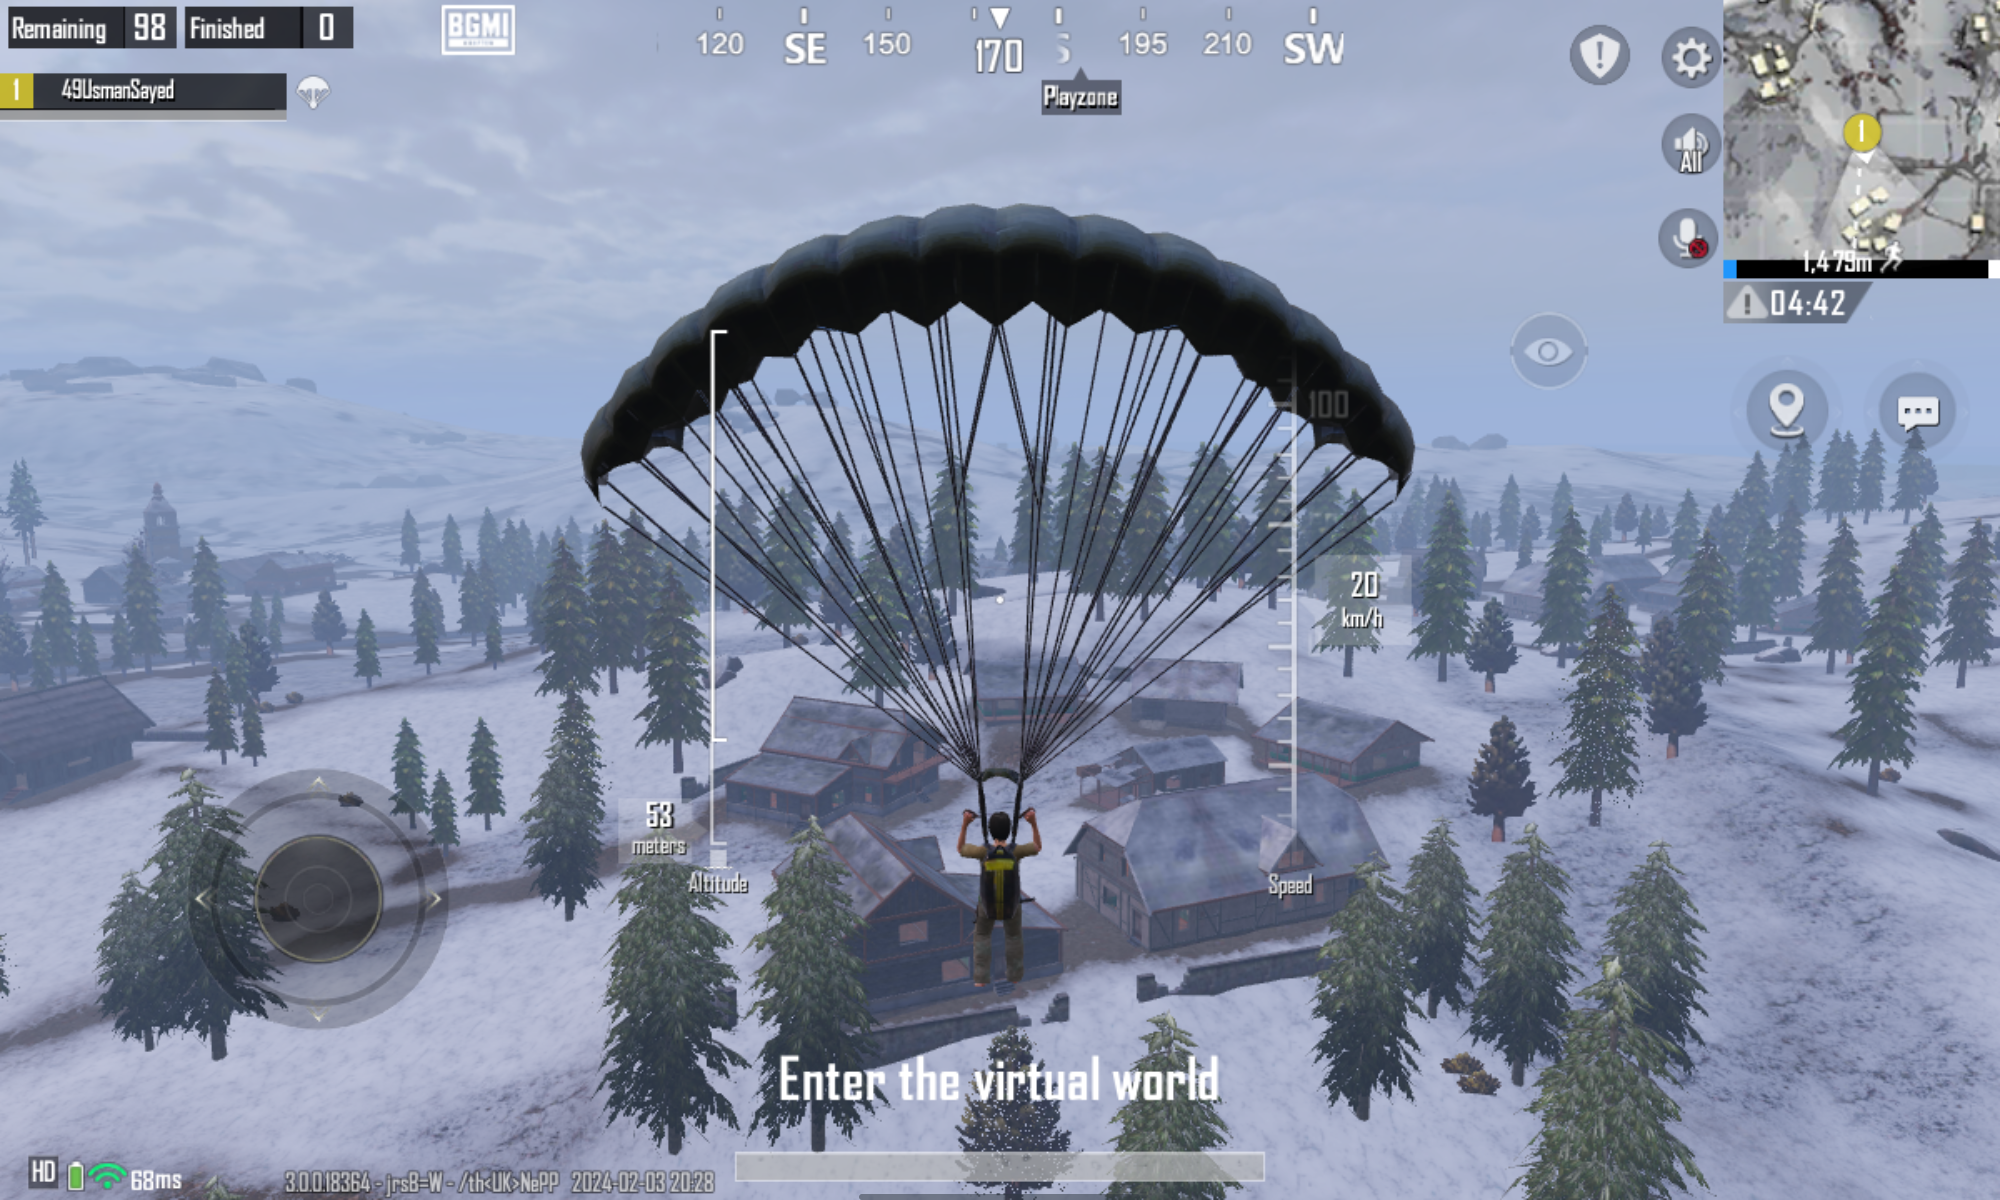 Remaining 98 Finished 0
BGMI
120 SE 150 170 S 195 210 SW
Playzone
1 49UsmanSayed
1
All
1,479m
04:42
100
20
km/h
53
meters
Altitude
Speed
Enter the virtual world
HD 68ms 3.0.0.18364 - jrsB=W - /th<UK>NePP 2024-02-03 20:28